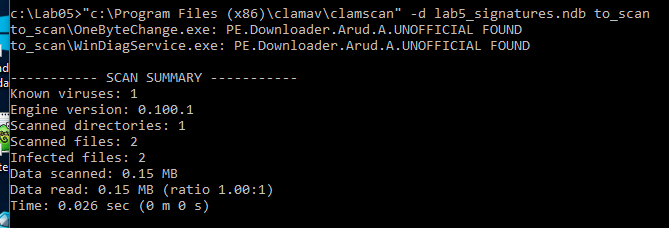 c:\Lab05>"c:\Program Files (x86)\clamav\clamscan" -d lab5_signatures.ndb to_scan
to_scan\OneByteChange.exe: PE.Downloader.Arud.A.UNOFFICIAL FOUND
to_scan\WinDiagService.exe: PE.Downloader.Arud.A.UNOFFICIAL FOUND
----------- SCAN SUMMARY -----------
Known viruses: 1
Engine version: 0.100.1
Scanned directories: 1
Scanned files: 2
Infected files: 2
Data scanned: 0.15 MB
Data read: 0.15 MB (ratio 1.00:1)
Time: 0.026 sec (0 m 0 s)